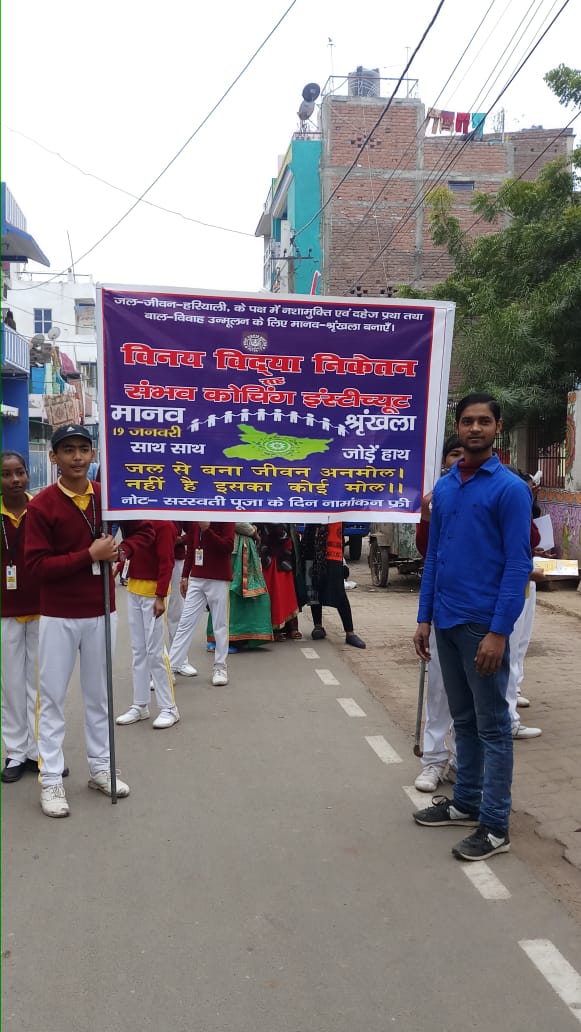 जल-जीवन-हरियाली, के पक्ष में नशामुक्ति एवं दहेज प्रथा तथा
बाल-विवाह उन्मूलन के लिए मानव-श्रृंखला बनाएँ।
विनय विद्या निकेतन
एवं
संभव कोचिंग इंस्टीच्यूट
मानव श्रृंखला
19 जनवरी
साथ साथ जोड़ें हाथ
जल से बना जीवन अनमोल।
नहीं है इसका कोई मोल।।
नोट- सरस्वती पूजा के दिन नामांकन फ्री